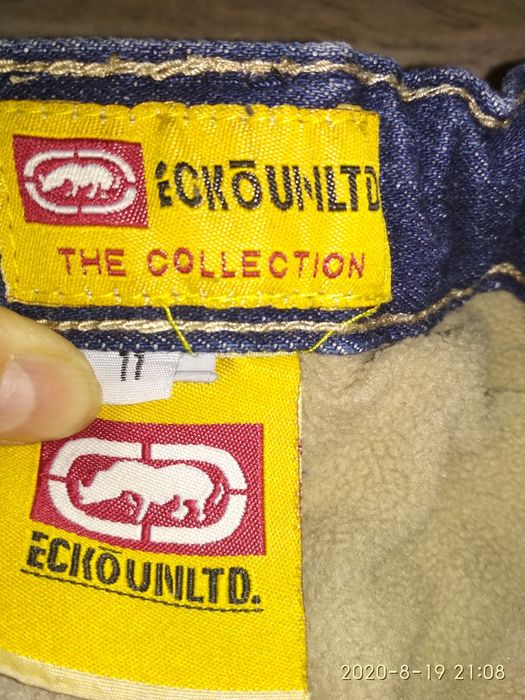 ECKŌUNLTD
THE COLLECTION
11
ECKŌUNLTD.
2020-8-19 21:08